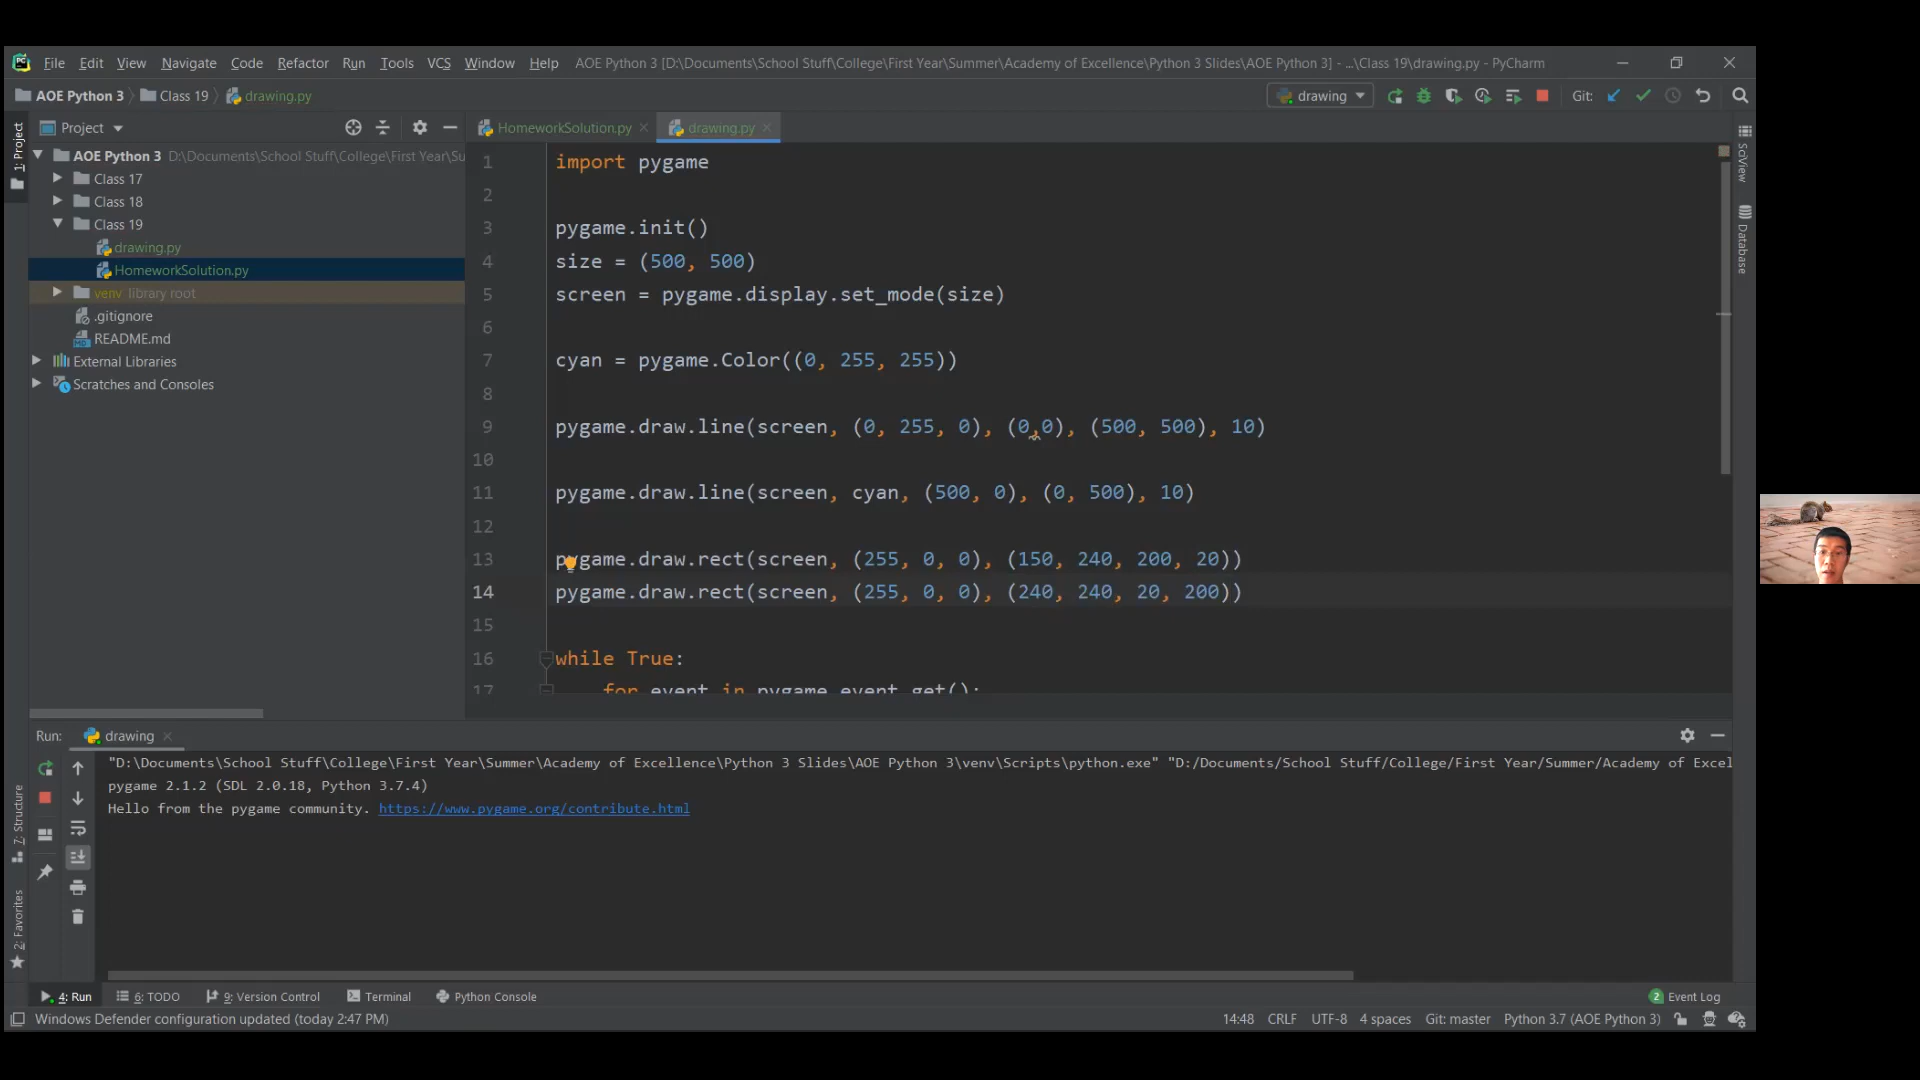 File Edit View Navigate Code Refactor Run Tools VCS Window Help AOE Python 3 [D:\Documents\School Stuff\College\First Year\Summer\Academy of Excellence\Python 3 Slides\AOE Python 3] - ...\Class 19\drawing.py - PyCharm
AOE Python 3 Class 19 drawing.py drawing Git:
Project
HomeworkSolution.py drawing.py
1: Project
AOE Python 3 D:\Documents\School Stuff\College\First Year\Su
Class 17
Class 18
Class 19
drawing.py
HomeworkSolution.py
venv library root
.gitignore
README.md
External Libraries
Scratches and Consoles
1 import pygame
2
3 pygame.init()
4 size = (500, 500)
5 screen = pygame.display.set_mode(size)
6
7 cyan = pygame.Color((0, 255, 255))
8
9 pygame.draw.line(screen, (0, 255, 0), (0,0), (500, 500), 10)
10
11 pygame.draw.line(screen, cyan, (500, 0), (0, 500), 10)
12
13 pygame.draw.rect(screen, (255, 0, 0), (150, 240, 200, 20))
14 pygame.draw.rect(screen, (255, 0, 0), (240, 240, 20, 200))
15
16 while True:
17 for event in pygame.event.get():
SciView
Database
Run: drawing
"D:\Documents\School Stuff\College\First Year\Summer\Academy of Excellence\Python 3 Slides\AOE Python 3\venv\Scripts\python.exe" "D:/Documents/School Stuff/College/First Year/Summer/Academy of Excel
pygame 2.1.2 (SDL 2.0.18, Python 3.7.4)
Hello from the pygame community. https://www.pygame.org/contribute.html
7: Structure
2: Favorites
4: Run 6: TODO 9: Version Control Terminal Python Console 2 Event Log
Windows Defender configuration updated (today 2:47 PM) 14:48 CRLF UTF-8 4 spaces Git: master Python 3.7 (AOE Python 3)